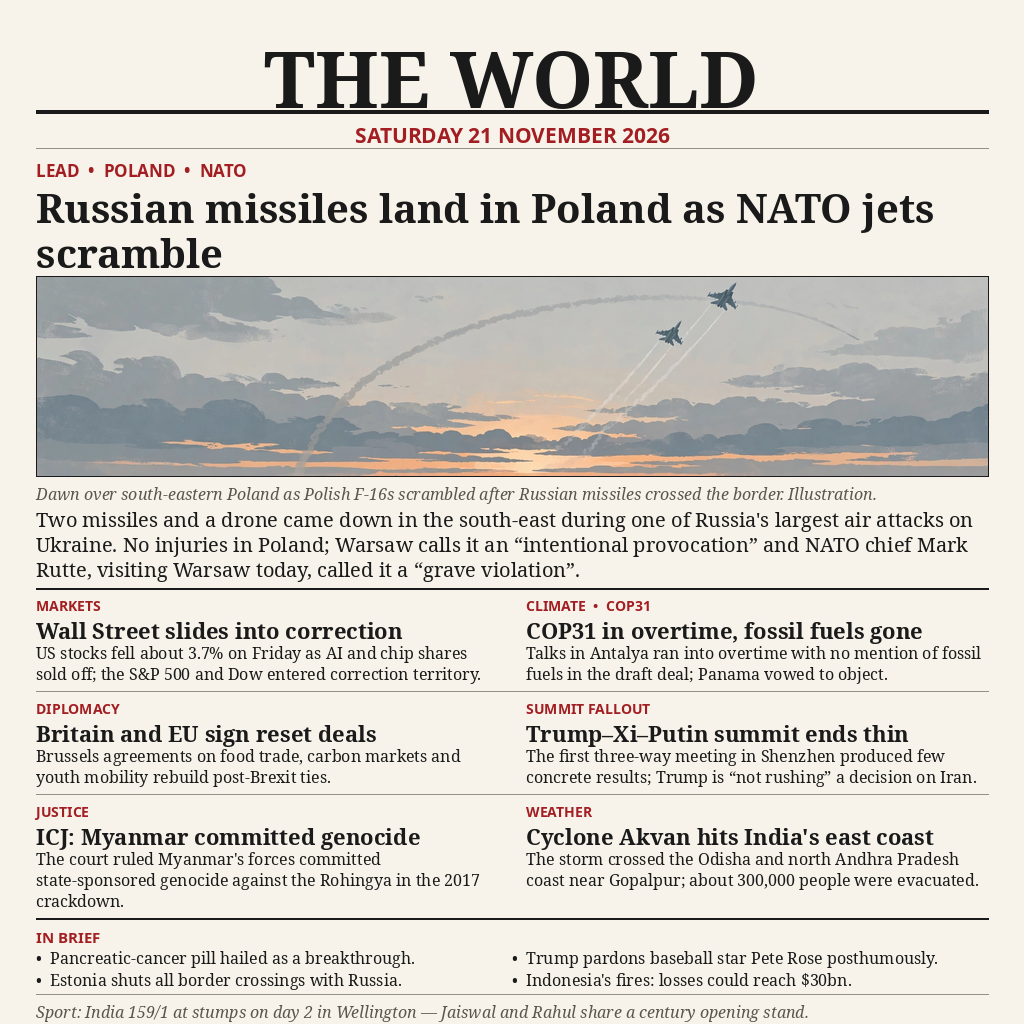 THE WORLD
SATURDAY 21 NOVEMBER 2026
LEAD • POLAND • NATO
Russian missiles land in Poland as NATO jets
scramble
Dawn over south-eastern Poland as Polish F-16s scrambled after Russian missiles crossed the border. Illustration.
Two missiles and a drone came down in the south-east during one of Russia's largest air attacks on
Ukraine. No injuries in Poland; Warsaw calls it an “intentional provocation” and NATO chief Mark
Rutte, visiting Warsaw today, called it a “grave violation”.
MARKETS
Wall Street slides into correction
US stocks fell about 3.7% on Friday as AI and chip shares
sold off; the S&P 500 and Dow entered correction territory.
CLIMATE • COP31
COP31 in overtime, fossil fuels gone
Talks in Antalya ran into overtime with no mention of fossil
fuels in the draft deal; Panama vowed to object.
DIPLOMACY
Britain and EU sign reset deals
Brussels agreements on food trade, carbon markets and
youth mobility rebuild post-Brexit ties.
SUMMIT FALLOUT
Trump–Xi–Putin summit ends thin
The first three-way meeting in Shenzhen produced few
concrete results; Trump is “not rushing” a decision on Iran.
JUSTICE
ICJ: Myanmar committed genocide
The court ruled Myanmar's forces committed
state-sponsored genocide against the Rohingya in the 2017
crackdown.
WEATHER
Cyclone Akvan hits India's east coast
The storm crossed the Odisha and north Andhra Pradesh
coast near Gopalpur; about 300,000 people were evacuated.
IN BRIEF
• Pancreatic-cancer pill hailed as a breakthrough.
• Estonia shuts all border crossings with Russia.
• Trump pardons baseball star Pete Rose posthumously.
• Indonesia's fires: losses could reach $30bn.
Sport: India 159/1 at stumps on day 2 in Wellington — Jaiswal and Rahul share a century opening stand.